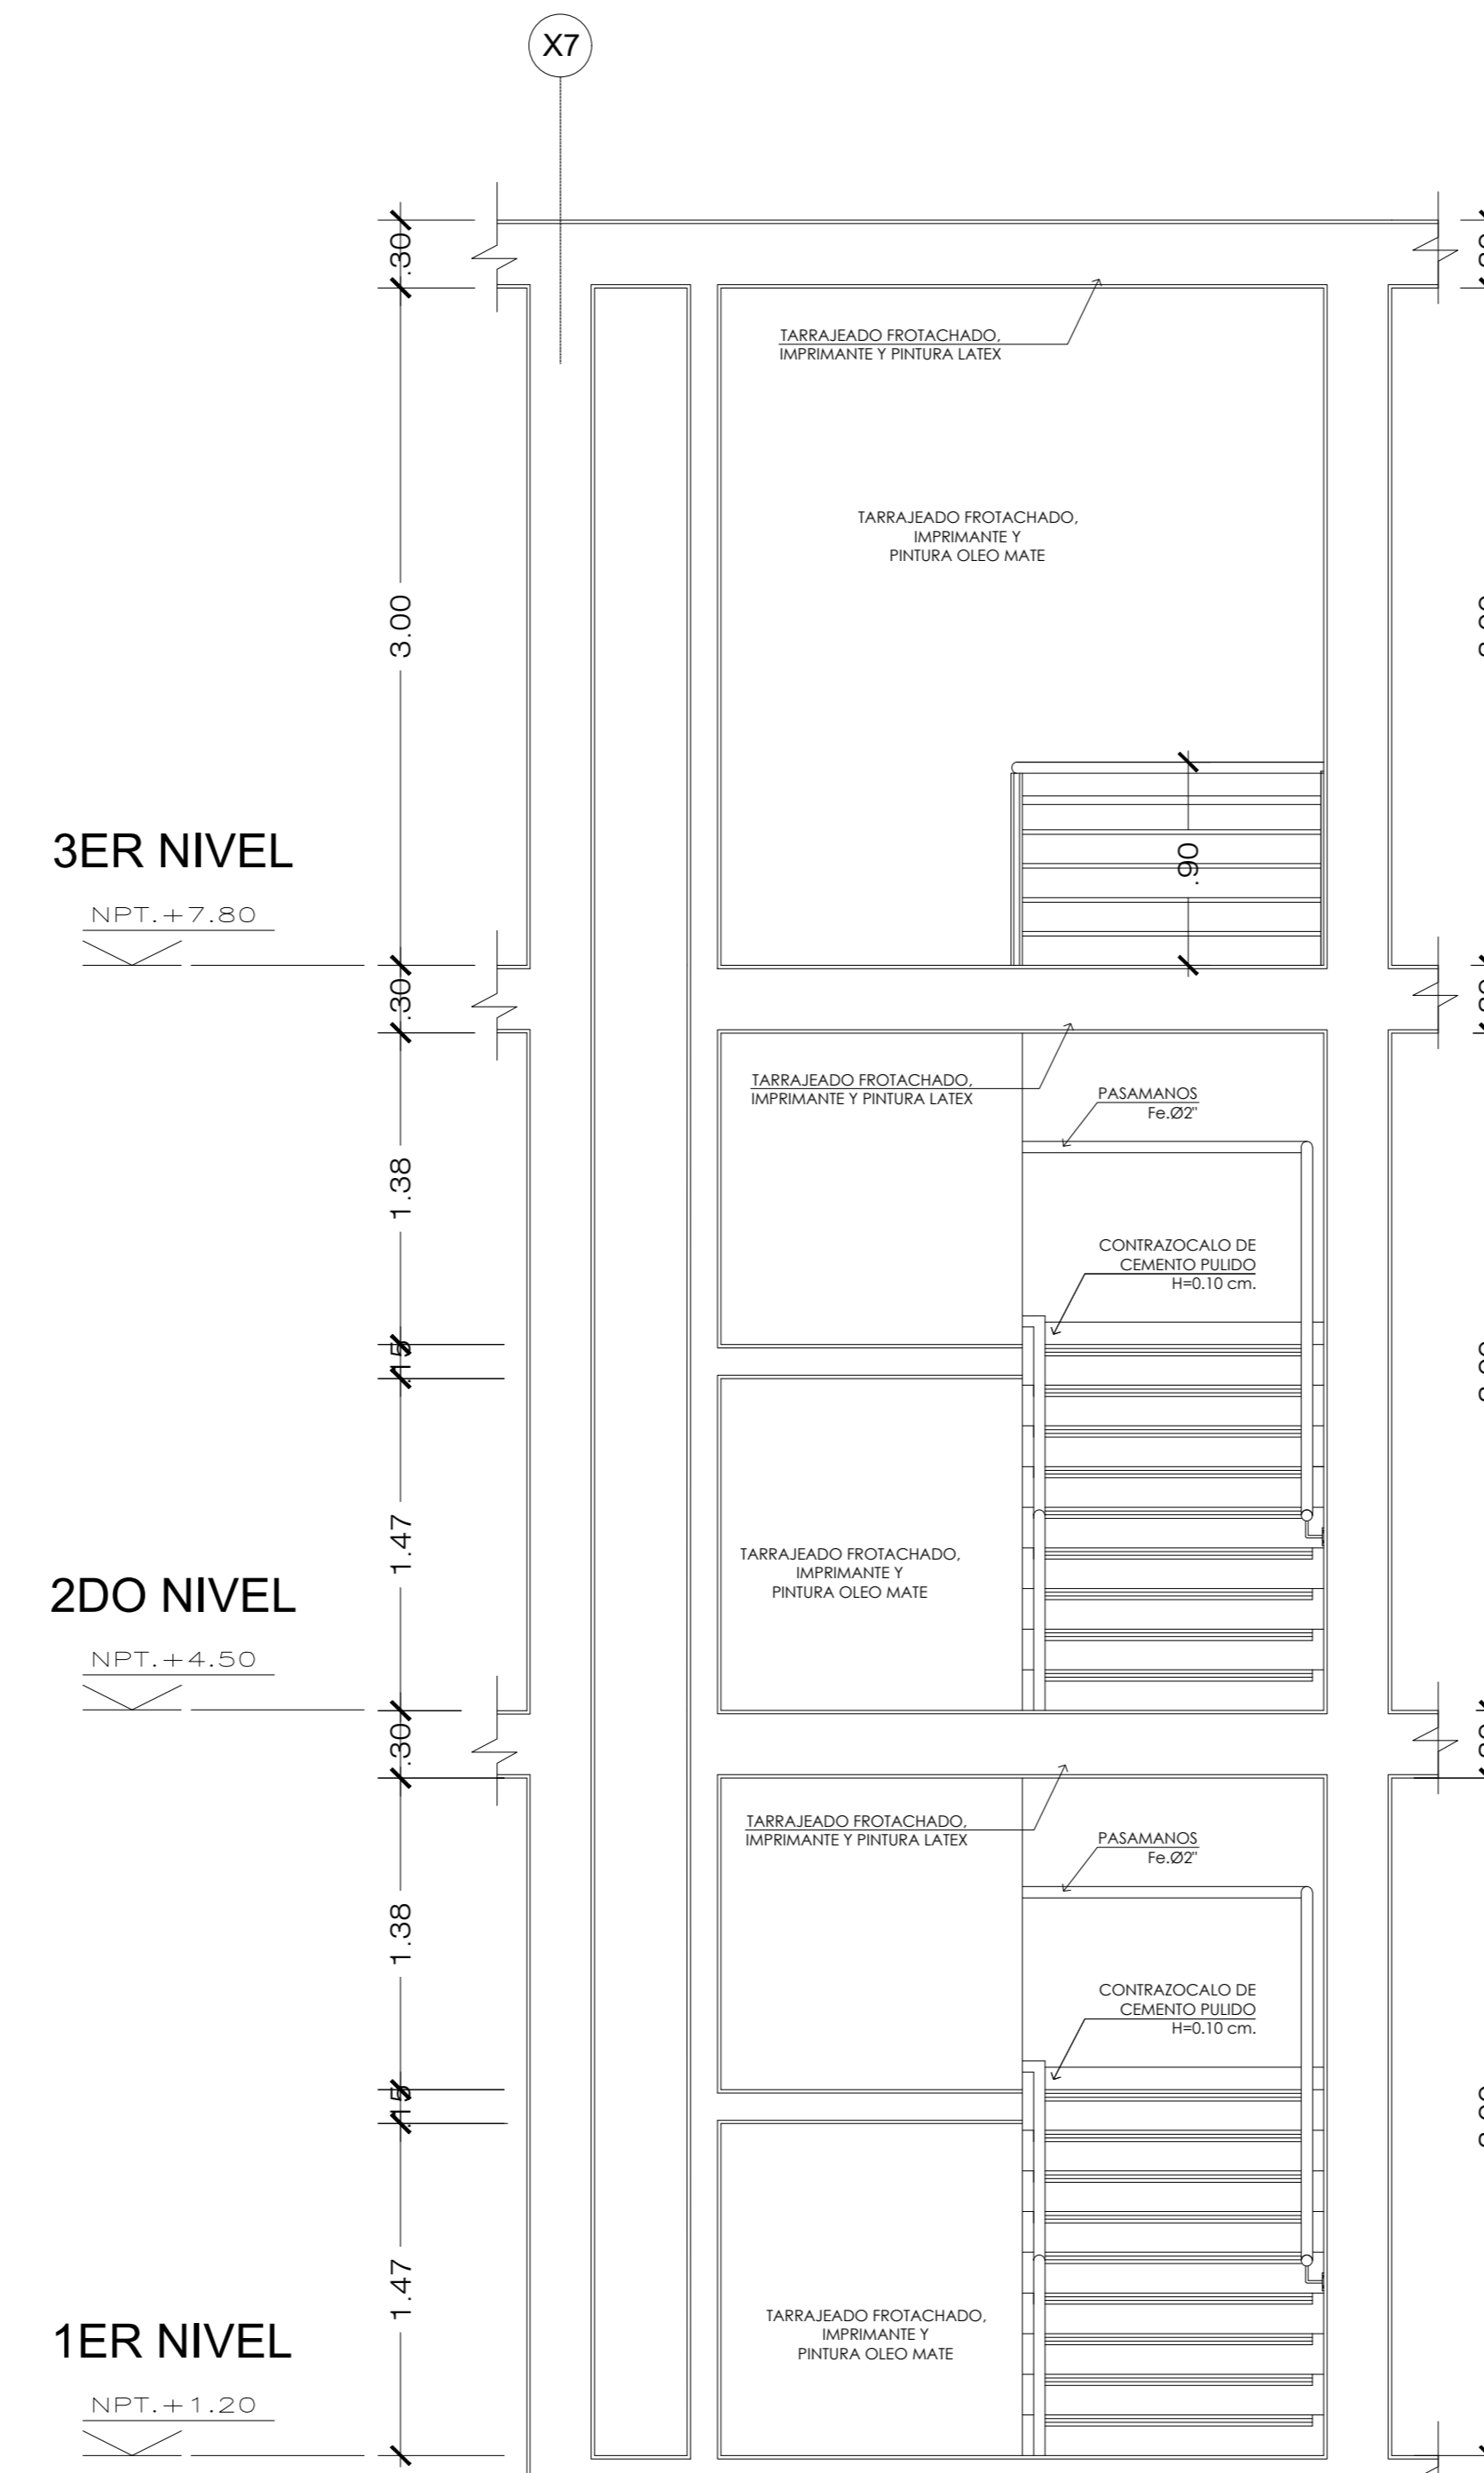 X7
.30
TARRAJEADO FROTACHADO,
IMPRIMANTE Y PINTURA LATEX
TARRAJEADO FROTACHADO,
IMPRIMANTE Y
PINTURA OLEO MATE
3.00
3ER NIVEL
.90
NPT.+7.80
.30
TARRAJEADO FROTACHADO,
IMPRIMANTE Y PINTURA LATEX
PASAMANOS
Fe.Ø2"
1.38
CONTRAZOCALO DE
CEMENTO PULIDO
H=0.10 cm.
.15
1.47
TARRAJEADO FROTACHADO,
IMPRIMANTE Y
PINTURA OLEO MATE
2DO NIVEL
NPT.+4.50
.30
TARRAJEADO FROTACHADO,
IMPRIMANTE Y PINTURA LATEX
PASAMANOS
Fe.Ø2"
1.38
CONTRAZOCALO DE
CEMENTO PULIDO
H=0.10 cm.
.15
1.47
TARRAJEADO FROTACHADO,
IMPRIMANTE Y
PINTURA OLEO MATE
1ER NIVEL
NPT.+1.20